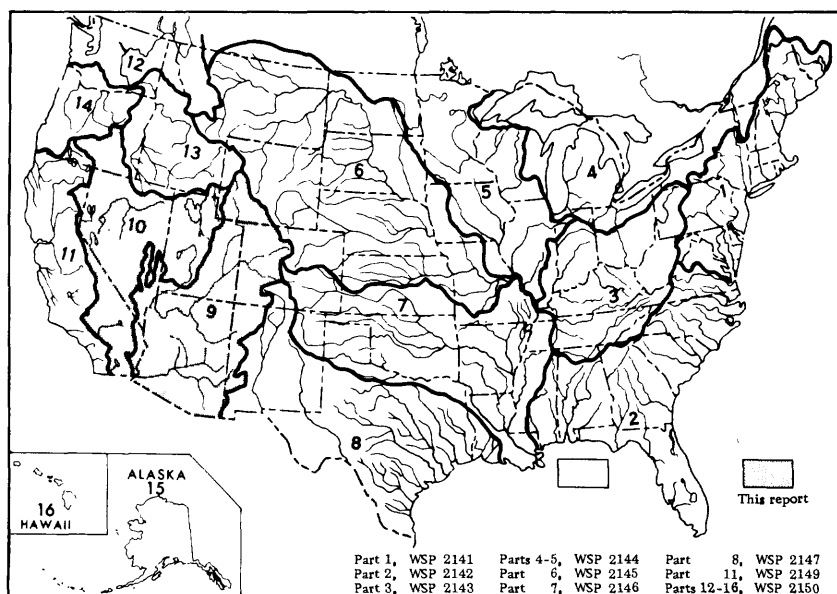 12
14
13
6
5
4
10
11
9
7
3
8
2
ALASKA
15
16
HAWAII
This report
Part 1, WSP 2141 Parts 4-5, WSP 2144 Part 8, WSP 2147
Part 2, WSP 2142 Part 6, WSP 2145 Part 11, WSP 2149
Part 3, WSP 2143 Part 7, WSP 2146 Parts 12-16, WSP 2150